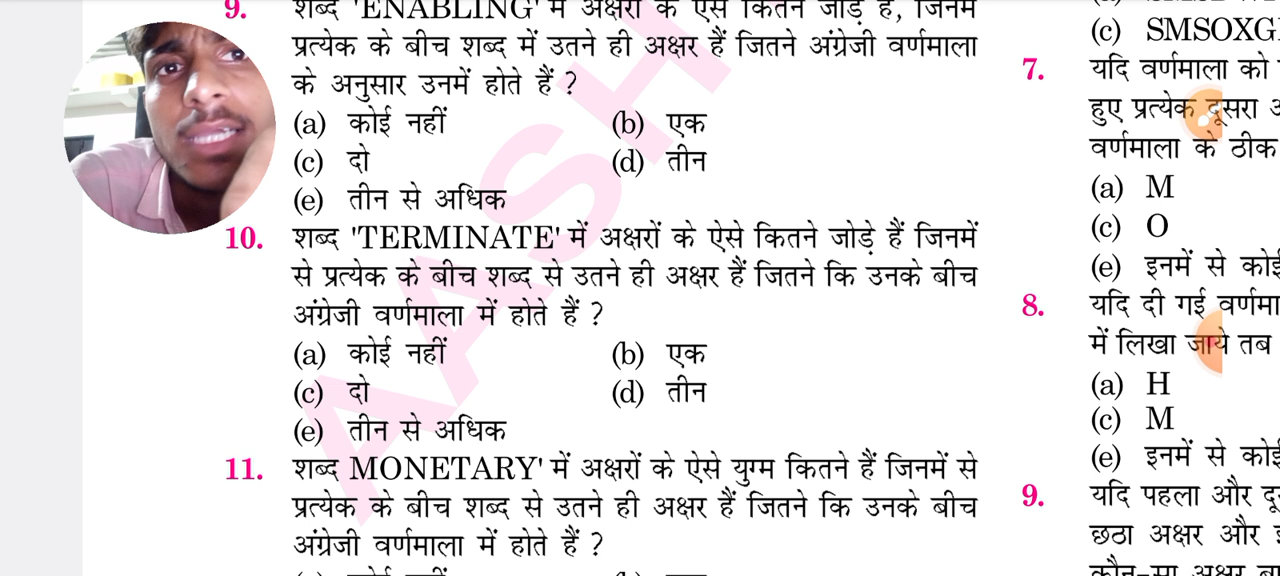 9. शब्द 'ENABLING' में अक्षरों के ऐसे कितने जोड़े हैं, जिनमें
प्रत्येक के बीच शब्द में उतने ही अक्षर हैं जितने अंग्रेजी वर्णमाला
के अनुसार उनमें होते हैं ?
(a) कोई नहीं (b) एक
(c) दो (d) तीन
(e) तीन से अधिक
10. शब्द 'TERMINATE' में अक्षरों के ऐसे कितने जोड़े हैं जिनमें
से प्रत्येक के बीच शब्द से उतने ही अक्षर हैं जितने कि उनके बीच
अंग्रेजी वर्णमाला में होते हैं ?
(a) कोई नहीं (b) एक
(c) दो (d) तीन
(e) तीन से अधिक
11. शब्द MONETARY' में अक्षरों के ऐसे युग्म कितने हैं जिनमें से
प्रत्येक के बीच शब्द से उतने ही अक्षर हैं जितने कि उनके बीच
अंग्रेजी वर्णमाला में होते हैं ?
(c) SMSOXG
7. यदि वर्णमाला को
हुए प्रत्येक दूसरा
वर्णमाला के ठीक
(a) M
(c) O
(e) इनमें से कोई
8. यदि दी गई वर्णमा
में लिखा जाये तब
(a) H
(c) M
(e) इनमें से कोई
9. यदि पहला और दू
छठा अक्षर और
कौन-सा अक्षर
AASH